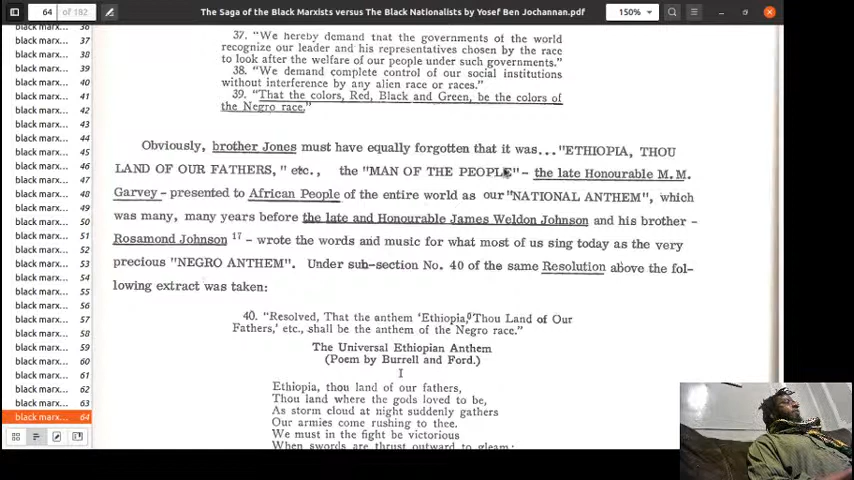 64 of 182
The Saga of the Black Marxists versus The Black Nationalists by Yosef Ben Jochannan.pdf
150%
black marx... 36
black marx... 37
black marx... 38
black marx... 39
black marx... 40
black marx... 41
black marx... 42
black marx... 43
black marx... 44
black marx... 45
black marx... 46
black marx... 47
black marx... 48
black marx... 49
black marx... 50
black marx... 51
black marx... 52
black marx... 53
black marx... 54
black marx... 55
black marx... 56
black marx... 57
black marx... 58
black marx... 59
black marx... 60
black marx... 61
black marx... 62
black marx... 63
black marx... 64
37. "We hereby demand that the governments of the world
recognize our leader and his representatives chosen by the race
to look after the welfare of our people under such governments."
38. "We demand complete control of our social institutions
without interference by any alien race or races."
39. "That the colors, Red, Black and Green, be the colors of
the Negro race."
Obviously, brother Jones must have equally forgotten that it was... "ETHIOPIA, THOU
LAND OF OUR FATHERS, " etc., the "MAN OF THE PEOPLE" - the late Honourable M. M.
Garvey - presented to African People of the entire world as our "NATIONAL ANTHEM", which
was many, many years before the late and Honourable James Weldon Johnson and his brother -
Rosamond Johnson 17 - wrote the words and music for what most of us sing today as the very
precious "NEGRO ANTHEM". Under sub-section No. 40 of the same Resolution above the fol-
lowing extract was taken:
40. "Resolved, That the anthem 'Ethiopia, Thou Land of Our
Fathers,' etc., shall be the anthem of the Negro race."
The Universal Ethiopian Anthem
(Poem by Burrell and Ford.)
I
Ethiopia, thou land of our fathers,
Thou land where the gods loved to be,
As storm cloud at night suddenly gathers
Our armies come rushing to thee.
We must in the fight be victorious
When swords are thrust outward to gleam;